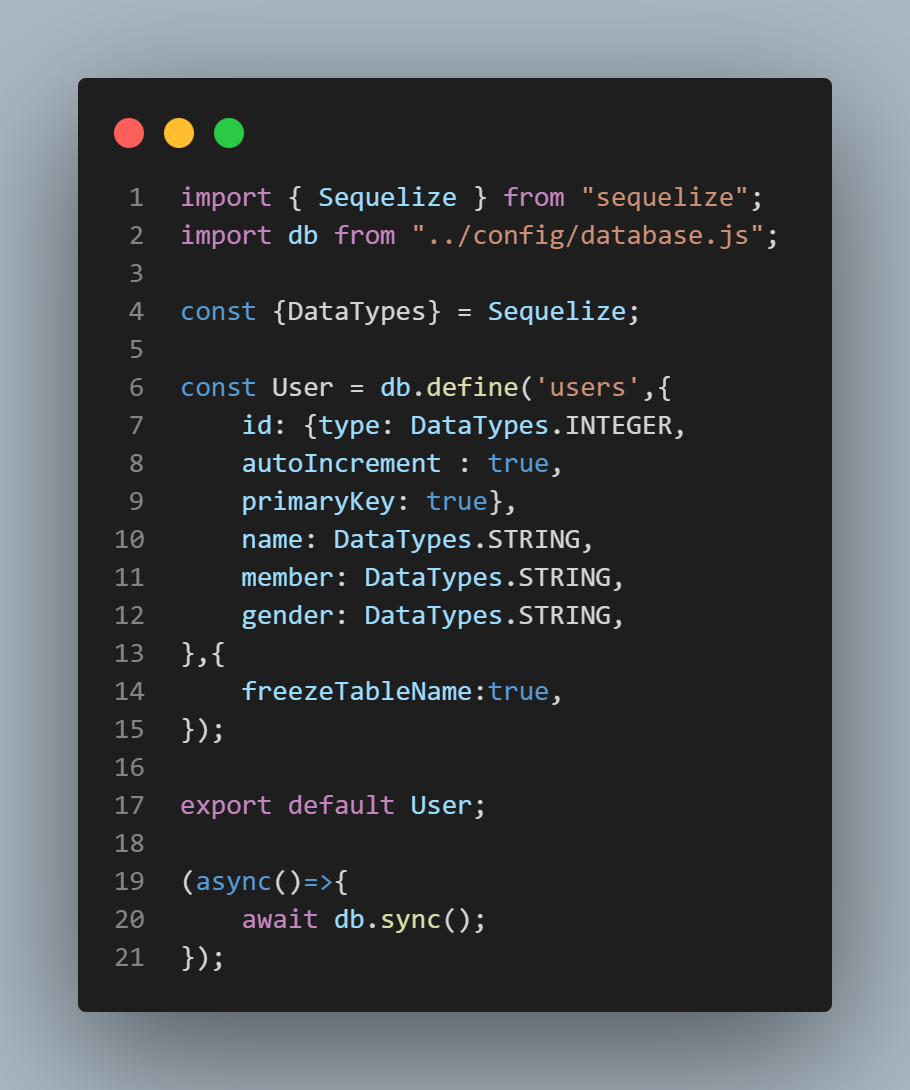 1 import { Sequelize } from "sequelize";
2 import db from "../config/database.js";
3
4 const {DataTypes} = Sequelize;
5
6 const User = db.define('users',{
7     id: {type: DataTypes.INTEGER,
8     autoIncrement : true,
9     primaryKey: true},
10     name: DataTypes.STRING,
11     member: DataTypes.STRING,
12     gender: DataTypes.STRING,
13 },{
14     freezeTableName:true,
15 });
16
17 export default User;
18
19 (async()=>{
20     await db.sync();
21 });